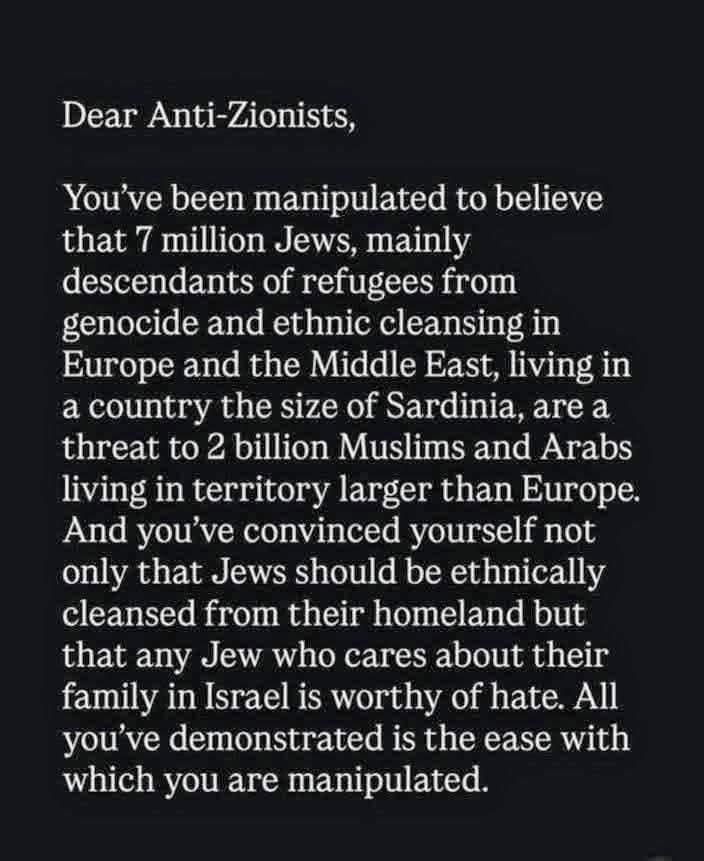 Dear Anti-Zionists,
You’ve been manipulated to believe
that 7 million Jews, mainly
descendants of refugees from
genocide and ethnic cleansing in
Europe and the Middle East, living in
a country the size of Sardinia, are a
threat to 2 billion Muslims and Arabs
living in territory larger than Europe.
And you’ve convinced yourself not
only that Jews should be ethnically
cleansed from their homeland but
that any Jew who cares about their
family in Israel is worthy of hate. All
you’ve demonstrated is the ease with
which you are manipulated.